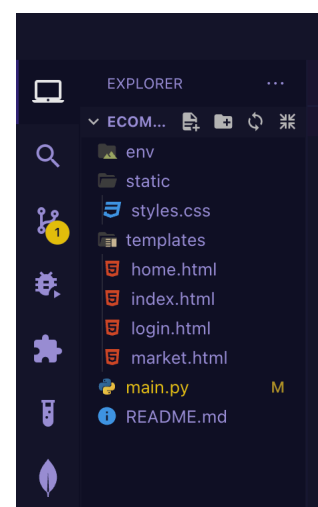 EXPLORER ...
ECOM...
env
static
styles.css
templates
home.html
index.html
login.html
market.html
main.py M
README.md
1